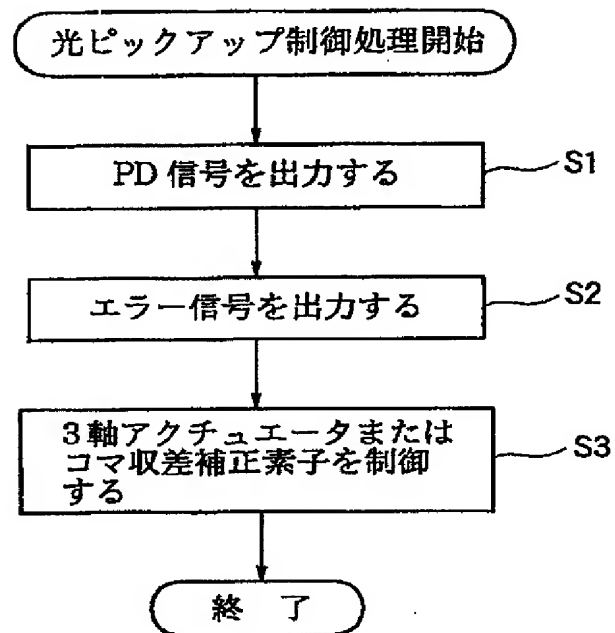 光ピックアップ制御処理開始
PD 信号を出力する
S1
エラー信号を出力する
S2
3軸アクチュエータまたは
コマ収差補正素子を制御
する
S3
終 了